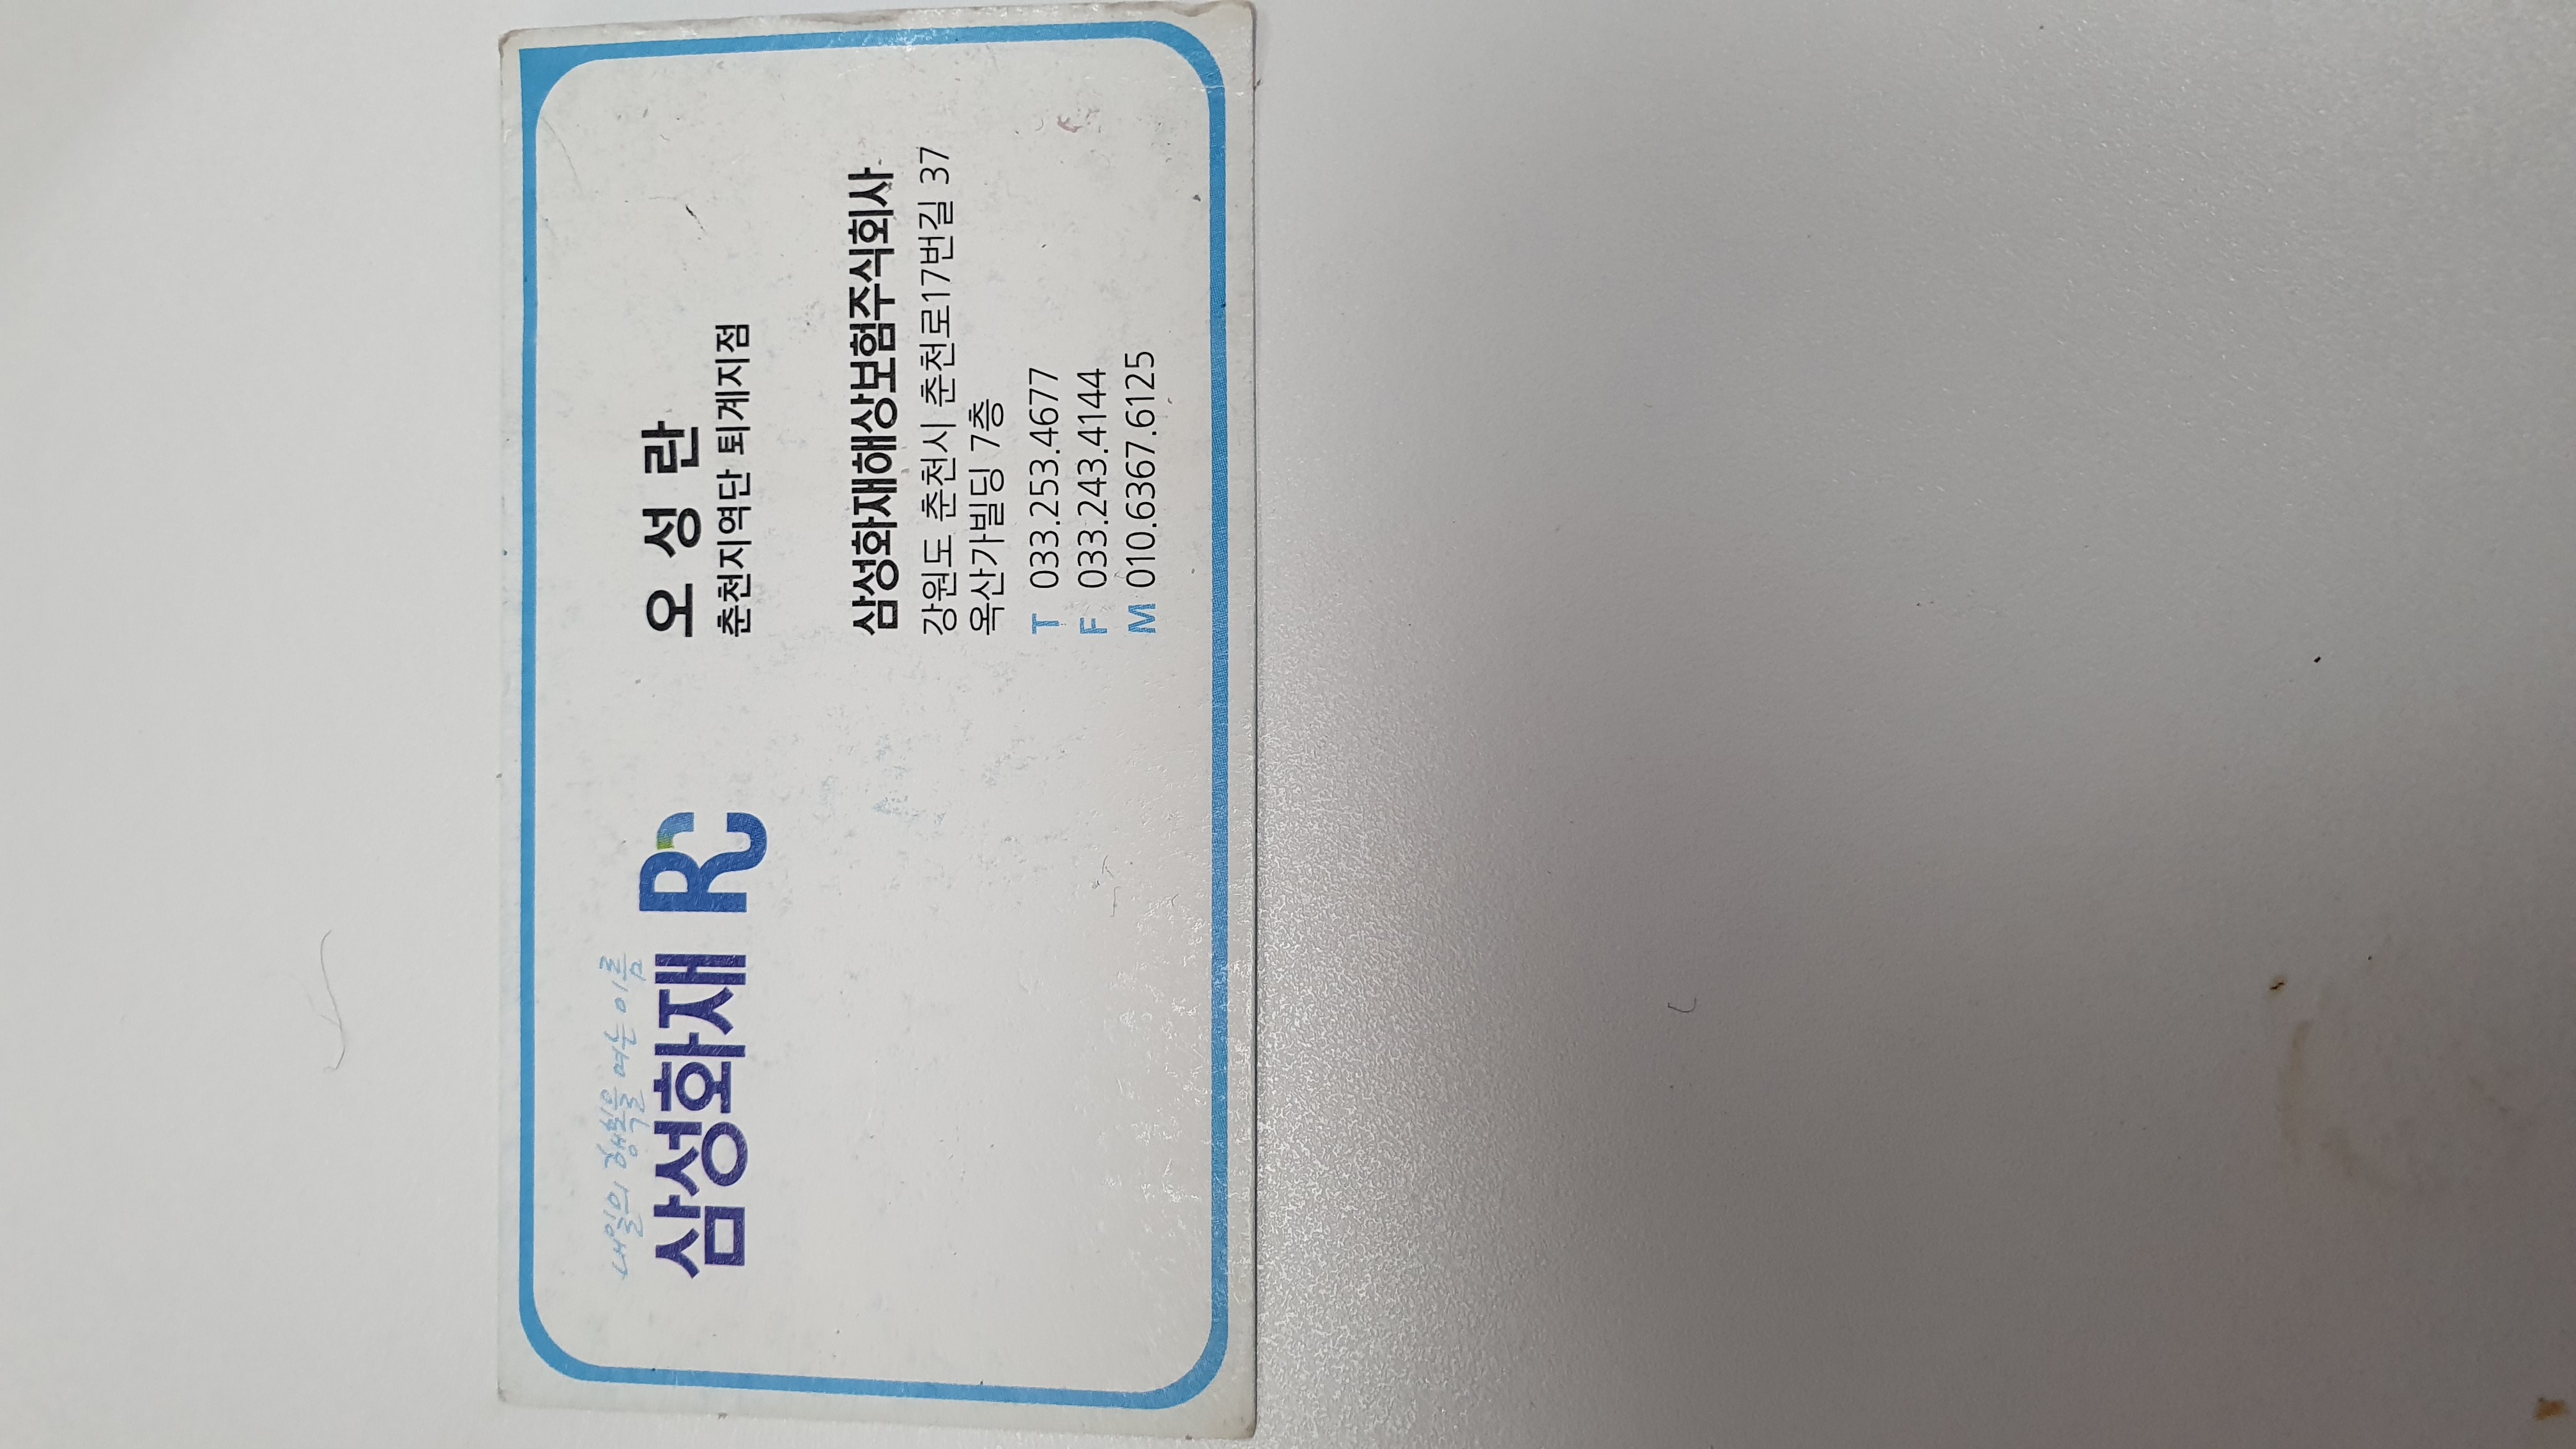 내일의 행복을 여는 이름
삼성화재 RC
오성란
춘천지역단 퇴계지점
삼성화재해상보험주식회사
강원도 춘천시 춘천로17번길 37
옥산가빌딩 7층
T 033.253.4677
F 033.243.4144
M 010.6367.6125